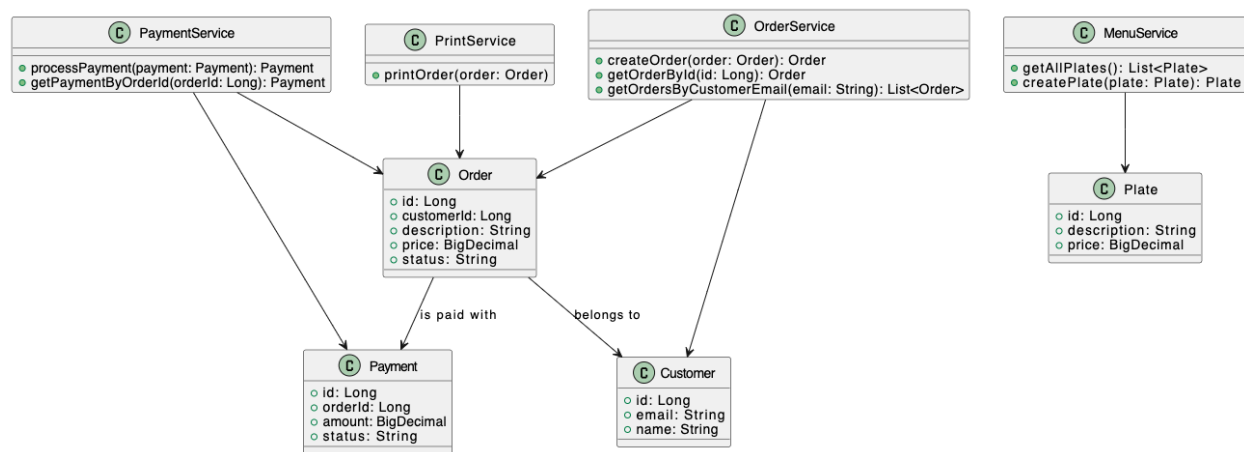 C PaymentService
processPayment(payment: Payment): Payment
getPaymentByOrderId(orderId: Long): Payment
C PrintService
printOrder(order: Order)
C OrderService
createOrder(order: Order): Order
getOrderById(id: Long): Order
getOrdersByCustomerEmail(email: String): List<Order>
C MenuService
getAllPlates(): List<Plate>
createPlate(plate: Plate): Plate
C Order
id: Long
customerId: Long
description: String
price: BigDecimal
status: String
C Plate
id: Long
description: String
price: BigDecimal
is paid with
belongs to
C Payment
id: Long
orderId: Long
amount: BigDecimal
status: String
C Customer
id: Long
email: String
name: String